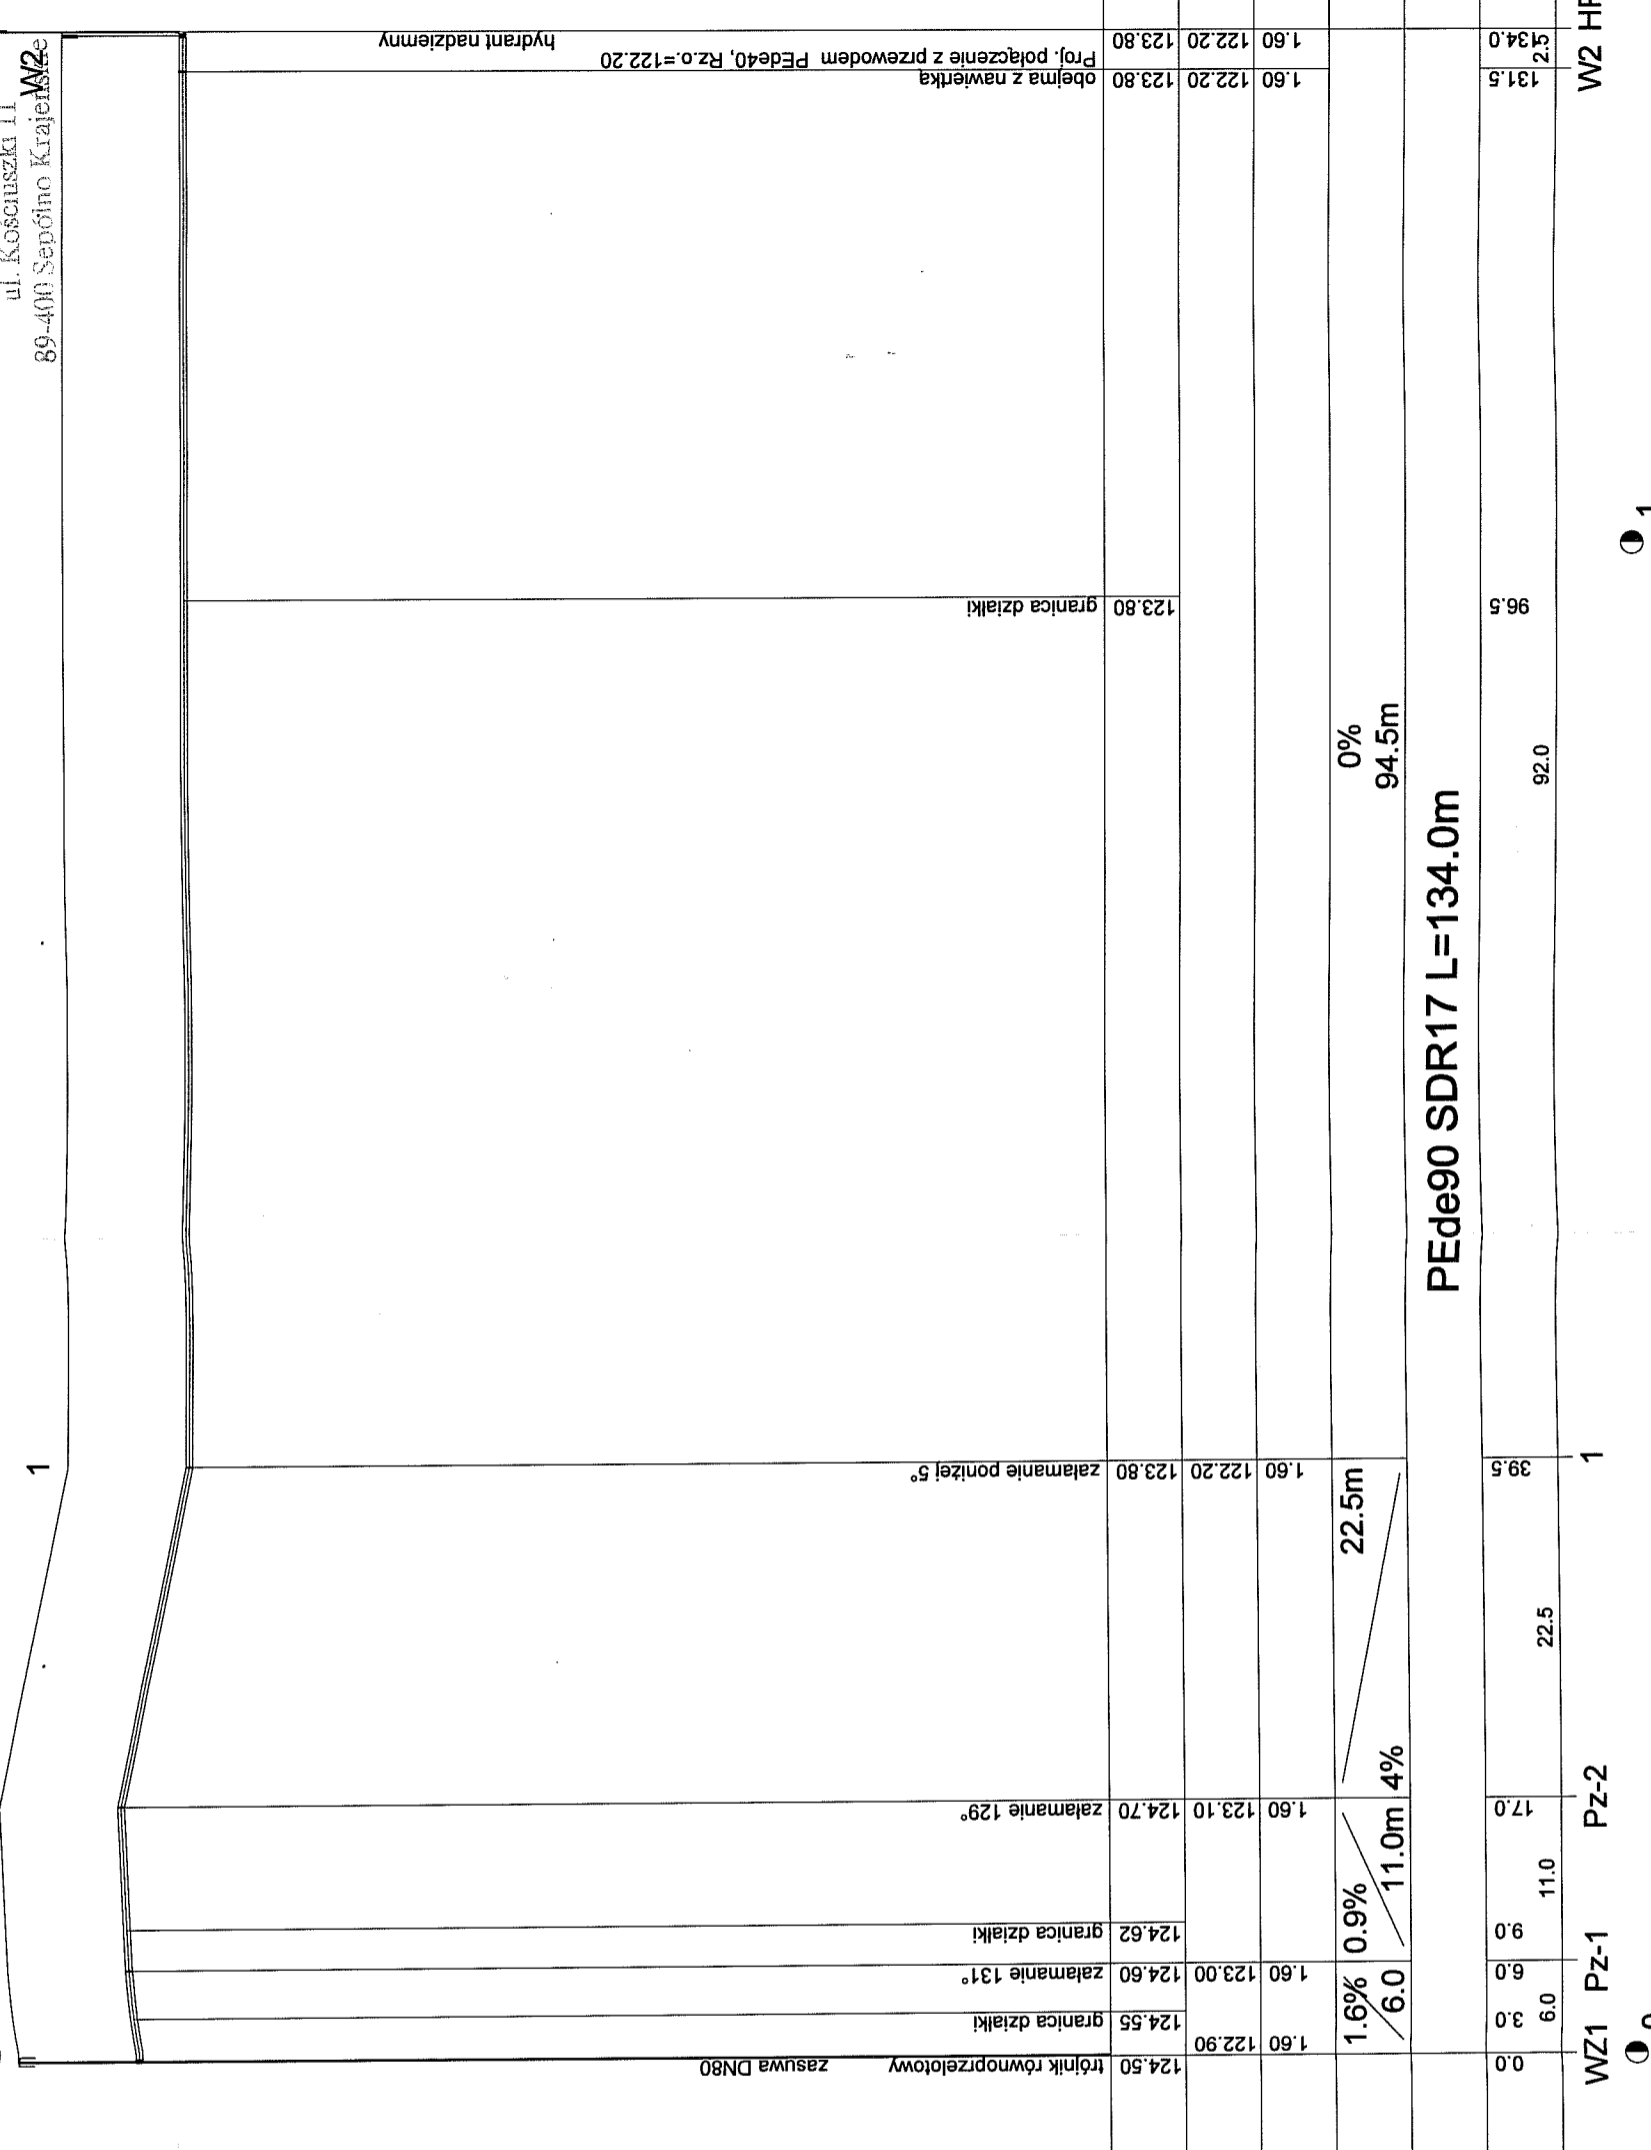 ul. Kościuszki 11
89-400 Sępólno Krajeńskie
W2
1
trójnik równoprzelotowy
zasuwa DN80
granica działki
załamanie 131°
granica działki
załamanie 129°
załamanie poniżej 5°
granica działki
obejma z nawiertką
Proj. połączenie z przewodem PEde40, Rz.o.=122.20
hydrant nadziemny
124.50
124.55
124.60
124.62
124.70
123.80
123.80
123.80
123.80
122.90
123.00
123.10
122.20
122.20
122.20
1.60
1.60
1.60
1.60
1.60
1.60
1.6%
6.0
0.9%
11.0m
4%
22.5m
0%
94.5m
PEde90 SDR17 L=134.0m
0.0
3.0
6.0
9.0
17.0
39.5
96.5
131.5
134.0
6.0
11.0
22.5
92.0
2.5
WZ1
Pz-1
Pz-2
1
W2
0
1